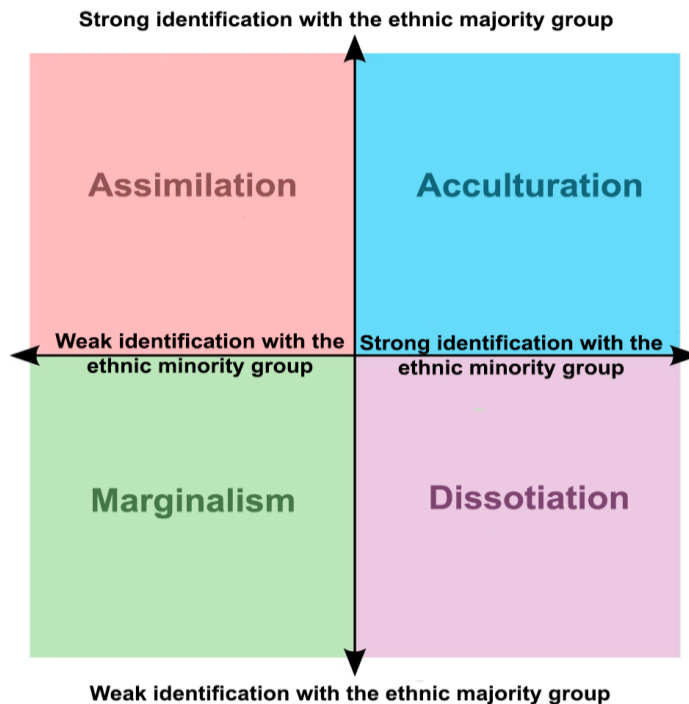 Strong identification with the ethnic majority group
Assimilation
Acculturation
Weak identification with the
ethnic minority group
Strong identification with the
ethnic minority group
Marginalism
Dissotiation
Weak identification with the ethnic majority group